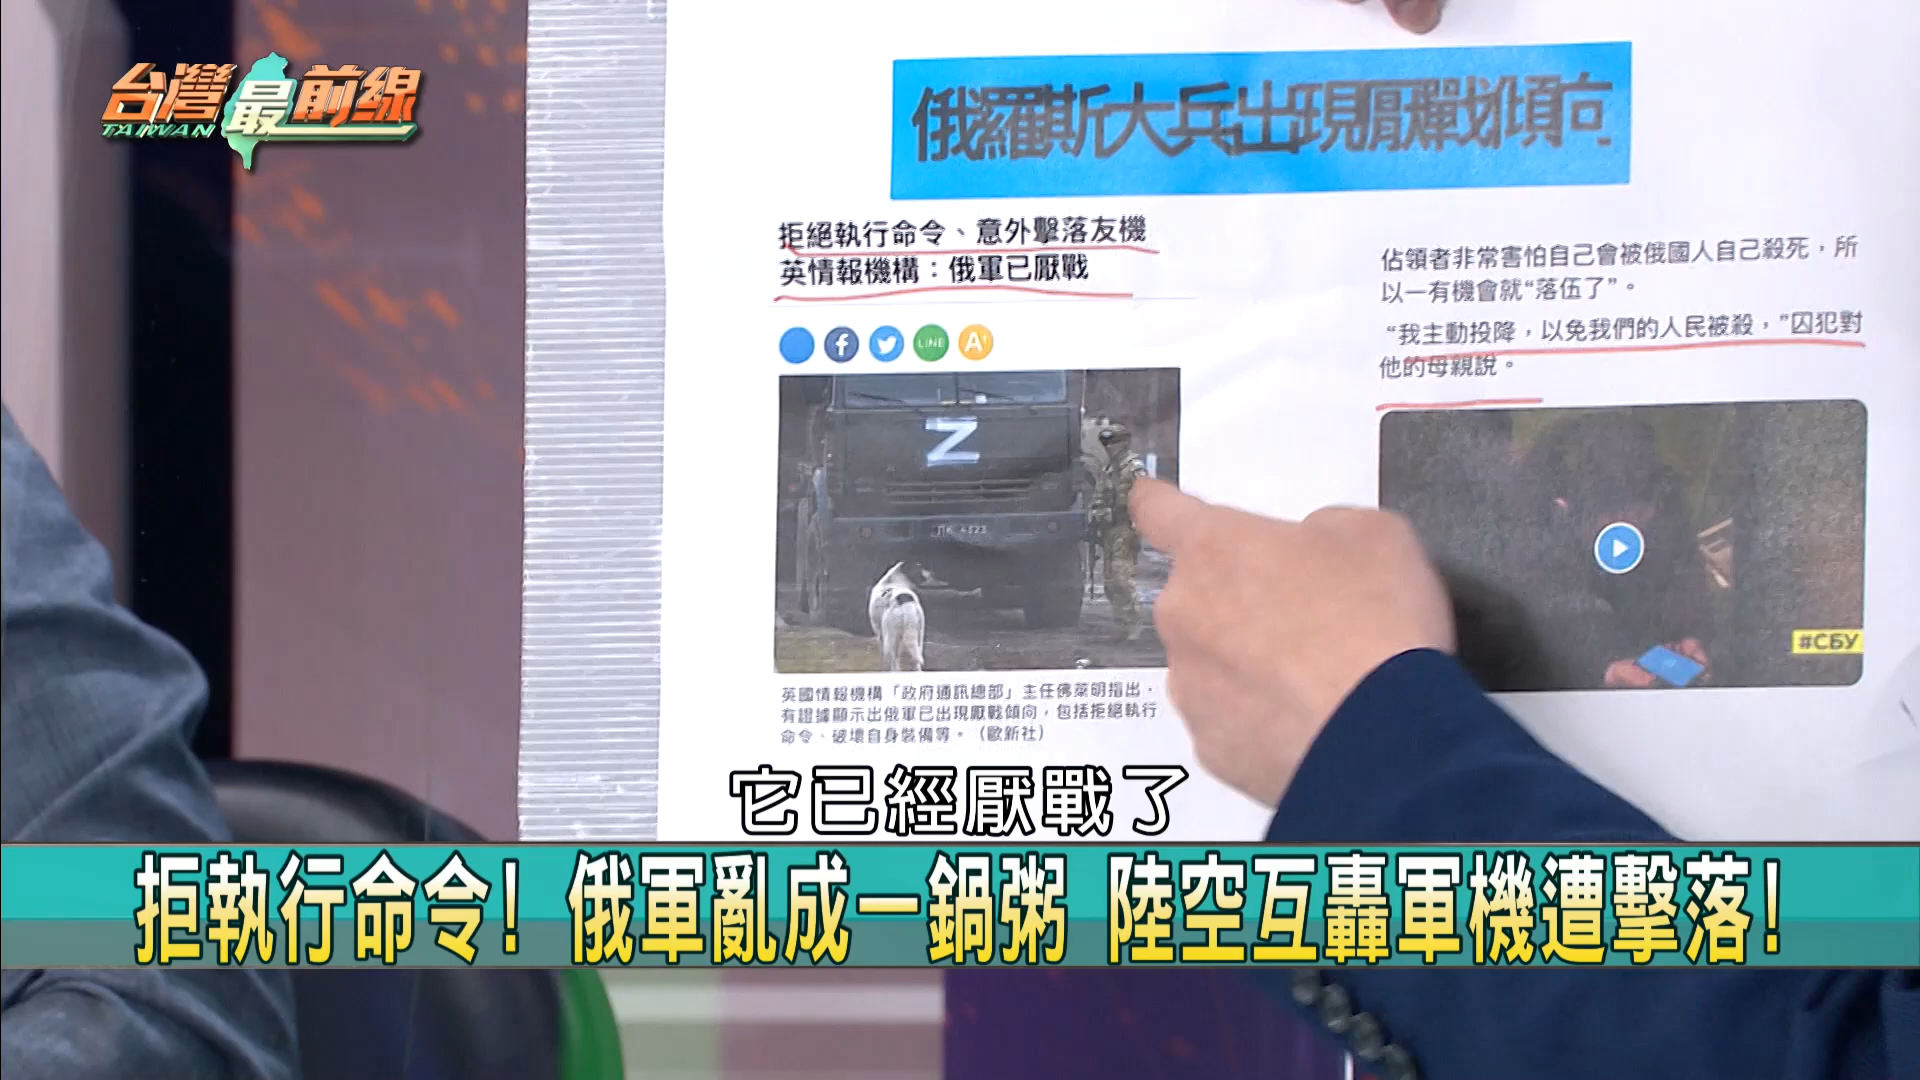 台灣最前線
TAIWAN
俄羅斯大兵出現厭戰傾向
拒絕執行命令、意外擊落友機
英情報機構：俄軍已厭戰
LINE
A+
Z
英國情報機構「政府通訊總部」主任佛萊明指出，
有證據顯示出俄軍已出現厭戰傾向，包括拒絕執行
命令、破壞自身裝備等。（歐新社）
佔領者非常害怕自己會被俄國人自己殺死，所
以一有機會就“落伍了”。
“我主動投降，以免我們的人民被殺，”囚犯對
他的母親說。
#СБУ
它已經厭戰了
拒執行命令! 俄軍亂成一鍋粥 陸空互轟軍機遭擊落!